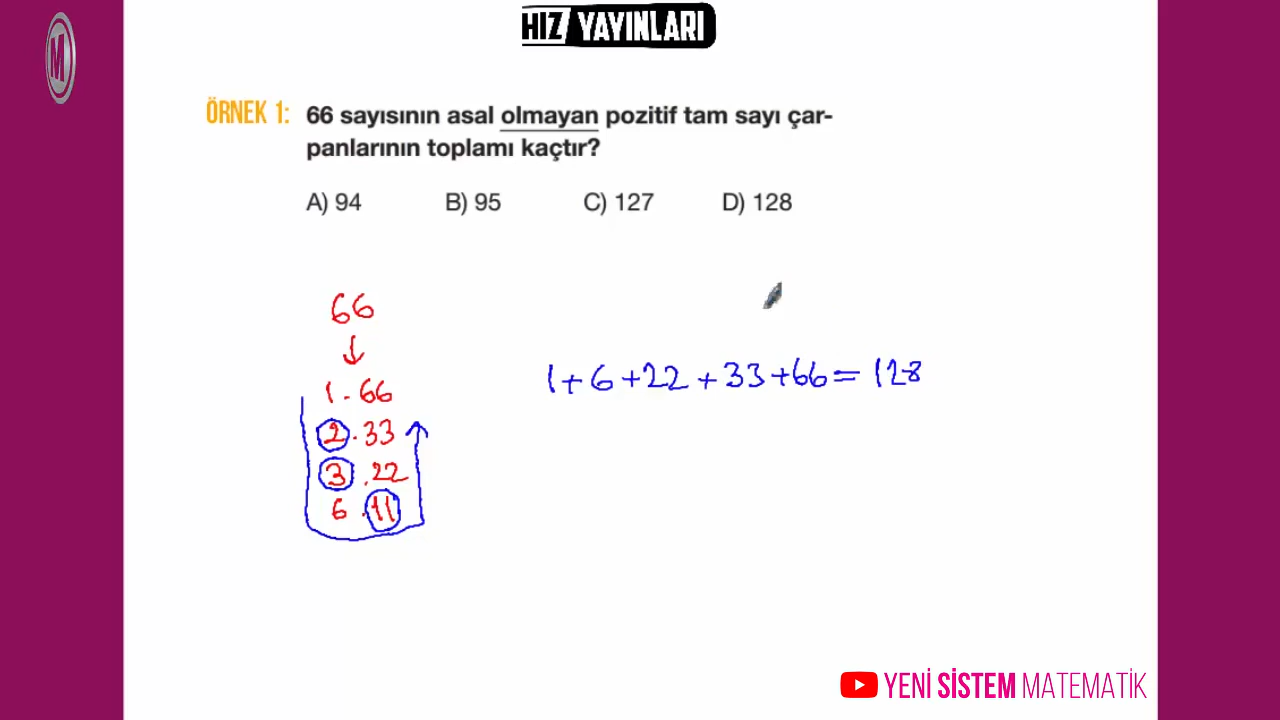 HIZ YAYINLARI
M
ÖRNEK 1: 66 sayısının asal olmayan pozitif tam sayı çar-
panlarının toplamı kaçtır?
A) 94 B) 95 C) 127 D) 128
66
↓
1 . 66
2 . 33
3 . 22
6 . 11
1 + 6 + 22 + 33 + 66 = 128
YENİ SİSTEM MATEMATİK